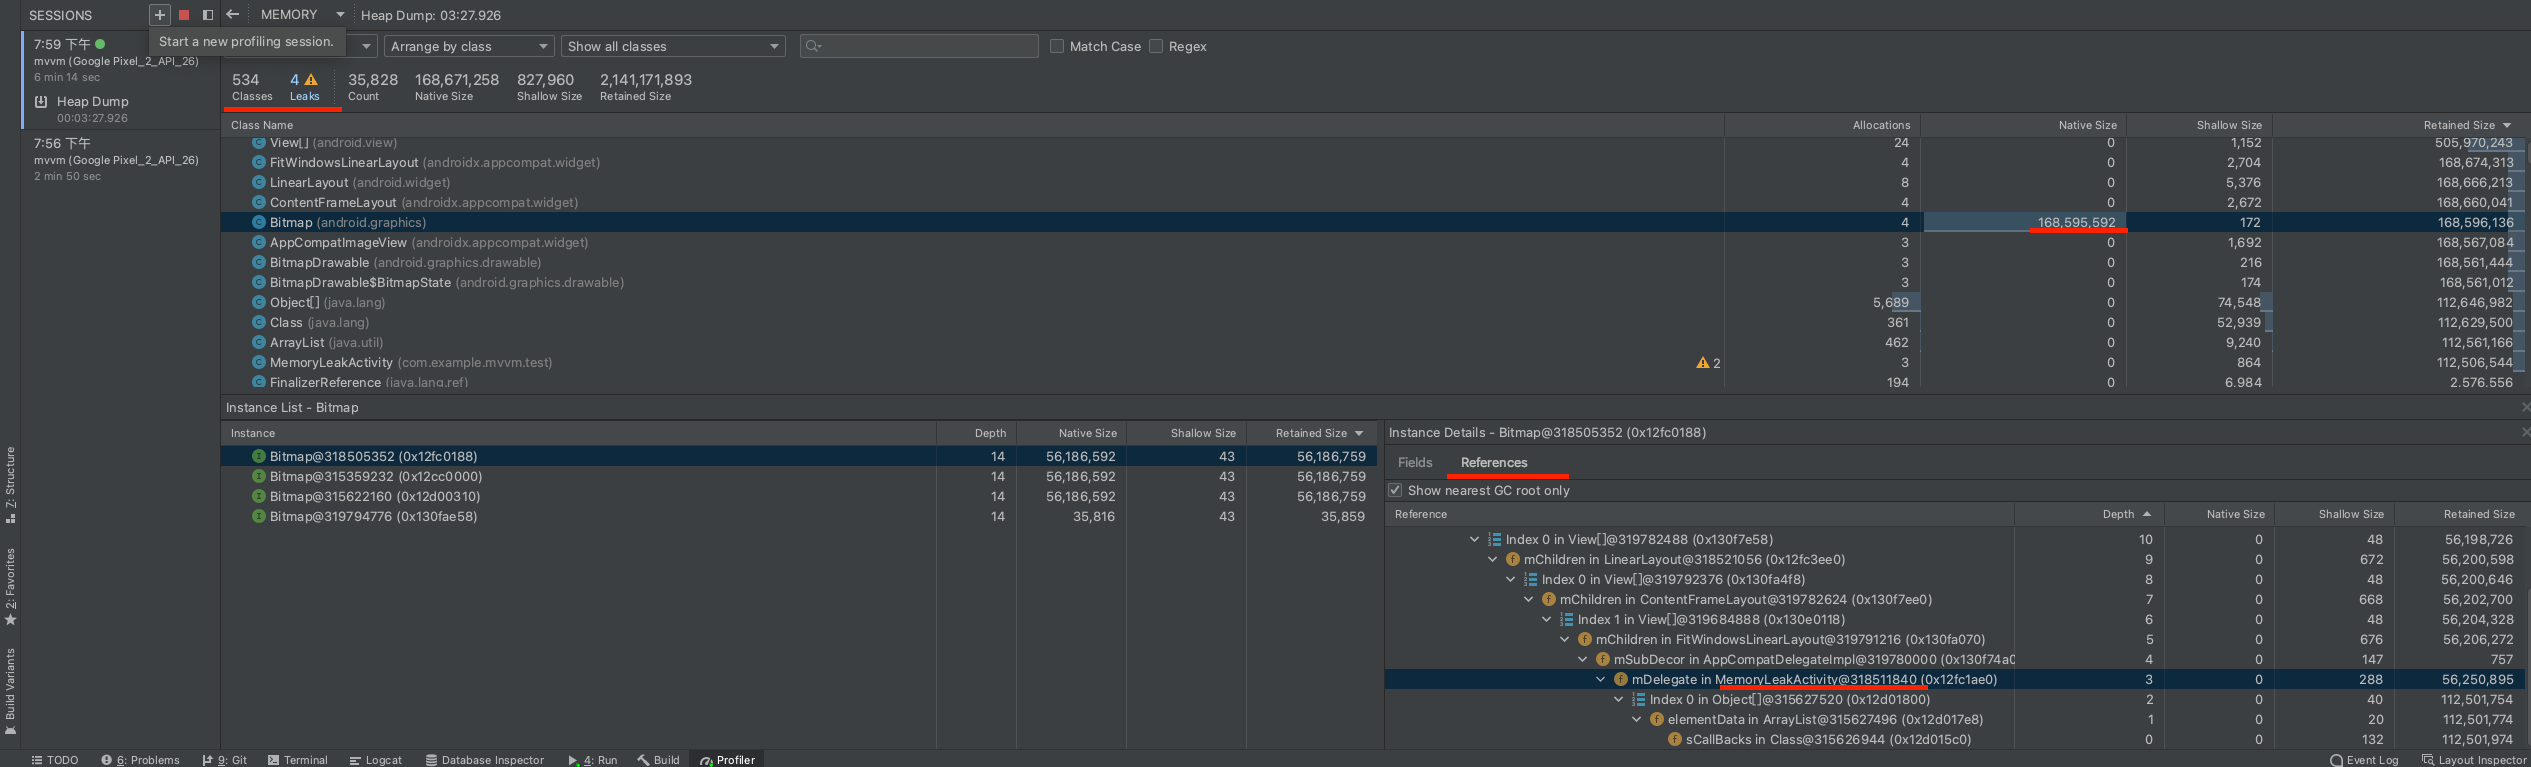 SESSIONS
MEMORY
Heap Dump: 03:27.926
Start a new profiling session.
7:59 下午
mvvm (Google Pixel_2_API_26)
6 min 14 sec
Heap Dump
00:03:27.926
7:56 下午
mvvm (Google Pixel_2_API_26)
2 min 50 sec
Arrange by class
Show all classes
Match Case
Regex
534 4 35,828 168,671,258 827,960 2,141,171,893
Classes Leaks Count Native Size Shallow Size Retained Size
Class Name Allocations Native Size Shallow Size Retained Size
View[] (android.view) 24 0 1,152 505,970,243
FitWindowsLinearLayout (androidx.appcompat.widget) 4 0 2,704 168,674,313
LinearLayout (android.widget) 8 0 5,376 168,666,213
ContentFrameLayout (androidx.appcompat.widget) 4 0 2,672 168,660,041
Bitmap (android.graphics) 4 168,595,592 172 168,596,136
AppCompatImageView (androidx.appcompat.widget) 3 0 1,692 168,567,084
BitmapDrawable (android.graphics.drawable) 3 0 216 168,561,444
BitmapDrawable$BitmapState (android.graphics.drawable) 3 0 174 168,561,012
Object[] (java.lang) 5,689 0 74,548 112,646,982
Class (java.lang) 361 0 52,939 112,629,500
ArrayList (java.util) 462 0 9,240 112,561,166
MemoryLeakActivity (com.example.mvvm.test) 2 3 0 864 112,506,544
FinalizerReference (java.lang.ref) 194 0 6,984 2,576,556
Instance List - Bitmap
Instance Depth Native Size Shallow Size Retained Size
Bitmap@318505352 (0x12fc0188) 14 56,186,592 43 56,186,759
Bitmap@315359232 (0x12cc0000) 14 56,186,592 43 56,186,759
Bitmap@315622160 (0x12d00310) 14 56,186,592 43 56,186,759
Bitmap@319794776 (0x130fae58) 14 35,816 43 35,859
Instance Details - Bitmap@318505352 (0x12fc0188)
Fields References
Show nearest GC root only
Reference Depth Native Size Shallow Size Retained Size
Index 0 in View[]@319782488 (0x130f7e58) 10 0 48 56,198,726
mChildren in LinearLayout@318521056 (0x12fc3ee0) 9 0 672 56,200,598
Index 0 in View[]@319792376 (0x130fa4f8) 8 0 48 56,200,646
mChildren in ContentFrameLayout@319782624 (0x130f7ee0) 7 0 668 56,202,700
Index 1 in View[]@319684888 (0x130e0118) 6 0 48 56,204,328
mChildren in FitWindowsLinearLayout@319791216 (0x130fa070) 5 0 676 56,206,272
mSubDecor in AppCompatDelegateImpl@319780000 (0x130f74a0 4 0 147 757
mDelegate in MemoryLeakActivity@318511840 (0x12fc1ae0) 3 0 288 56,250,895
Index 0 in Object[]@315627520 (0x12d01800) 2 0 40 112,501,754
elementData in ArrayList@315627496 (0x12d017e8) 1 0 20 112,501,774
sCallBacks in Class@315626944 (0x12d015c0) 0 0 132 112,501,974
Z: Structure
2: Favorites
Build Variants
TODO 6: Problems 9: Git Terminal Logcat Database Inspector 4: Run Build Profiler Event Log Layout Inspector